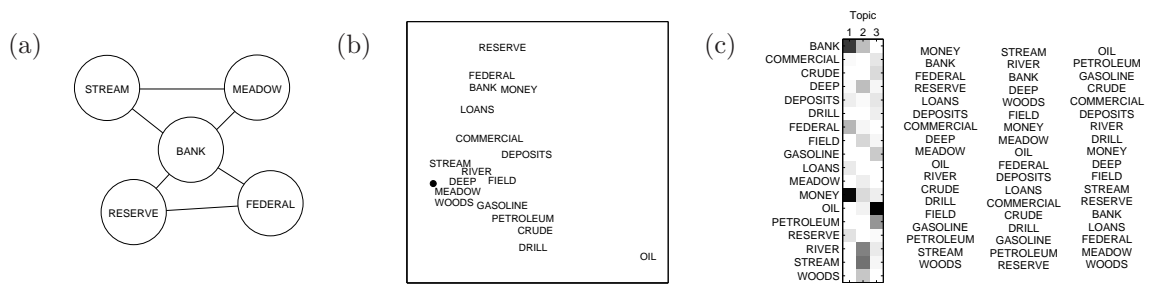 (a)
STREAM
MEADOW
BANK
RESERVE
FEDERAL
(b)
RESERVE
FEDERAL
BANK MONEY
LOANS
COMMERCIAL
DEPOSITS
STREAM
RIVER
DEEP FIELD
MEADOW
WOODS GASOLINE
PETROLEUM
CRUDE
DRILL
OIL
(c)
Topic
1 2 3
BANK
COMMERCIAL
CRUDE
DEEP
DEPOSITS
DRILL
FEDERAL
FIELD
GASOLINE
LOANS
MEADOW
MONEY
OIL
PETROLEUM
RESERVE
RIVER
STREAM
WOODS
MONEY
BANK
FEDERAL
RESERVE
LOANS
DEPOSITS
COMMERCIAL
DEEP
MEADOW
OIL
RIVER
CRUDE
DRILL
FIELD
GASOLINE
PETROLEUM
STREAM
WOODS
STREAM
RIVER
BANK
DEEP
WOODS
FIELD
MONEY
MEADOW
OIL
FEDERAL
DEPOSITS
LOANS
COMMERCIAL
CRUDE
DRILL
GASOLINE
PETROLEUM
RESERVE
OIL
PETROLEUM
GASOLINE
CRUDE
COMMERCIAL
DEPOSITS
RIVER
DRILL
MONEY
DEEP
FIELD
STREAM
RESERVE
BANK
LOANS
FEDERAL
MEADOW
WOODS